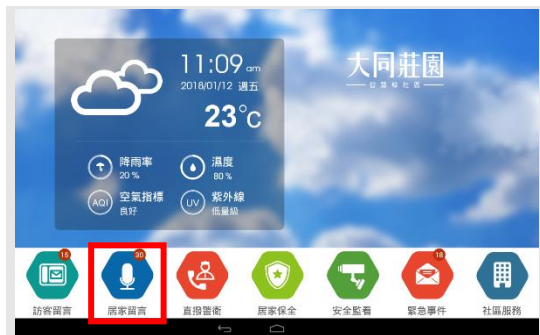 11:09 am
2018/01/12 週五
23°C
大同莊園
降雨率
20 %
濕度
80 %
AQI
空氣指標
良好
UV
紫外線
低量級
15
30
18
訪客留言
居家留言
直撥警衛
居家保全
安全監看
緊急事件
社區服務